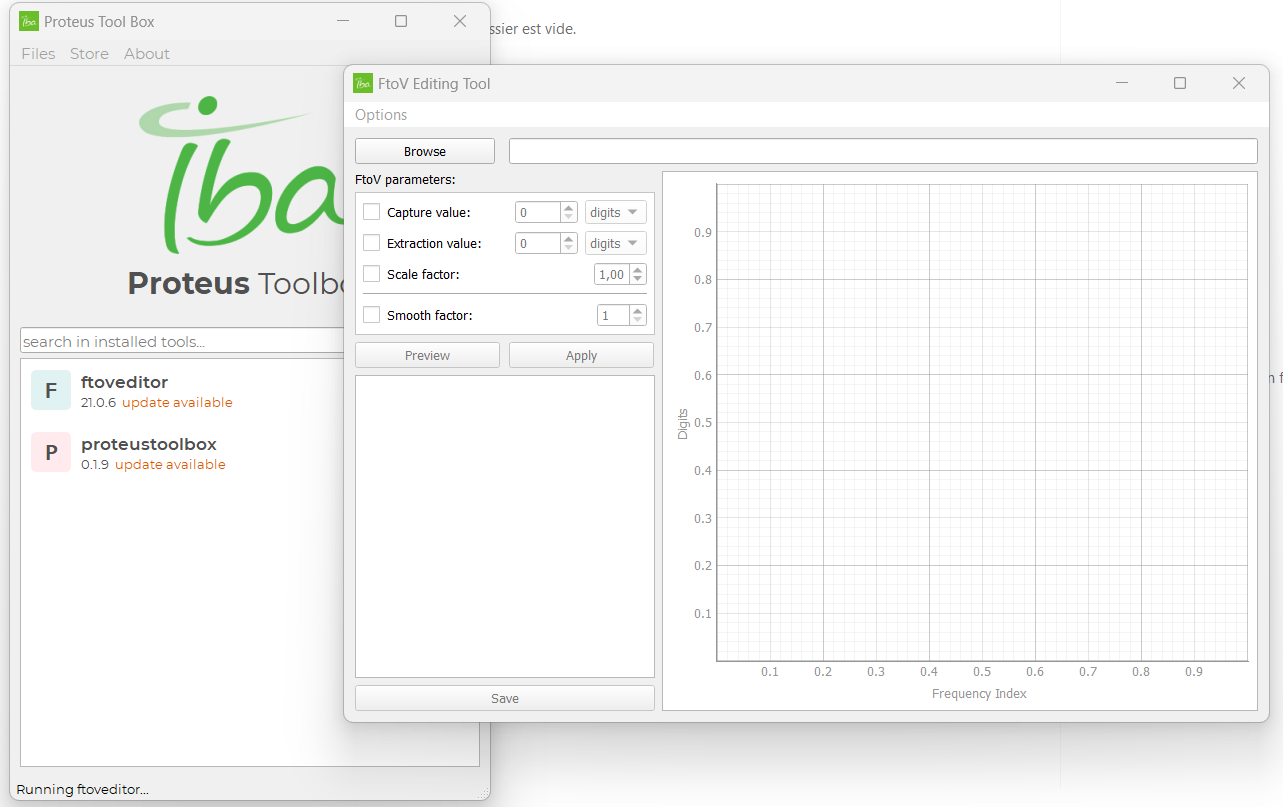 Proteus Tool Box
Files Store About
iba
Proteus Toolbo
search in installed tools...
F
ftoveditor
21.0.6 update available
P
proteustoolbox
0.1.9 update available
Running ftoveditor...
ssier est vide.
iba
FtoV Editing Tool
Options
Browse
FtoV parameters:
Capture value: 0 digits
Extraction value: 0 digits
Scale factor: 1,00
Smooth factor: 1
Preview Apply
Save
Digits
0.9
0.8
0.7
0.6
0.5
0.4
0.3
0.2
0.1
0.1 0.2 0.3 0.4 0.5 0.6 0.7 0.8 0.9
Frequency Index
n f